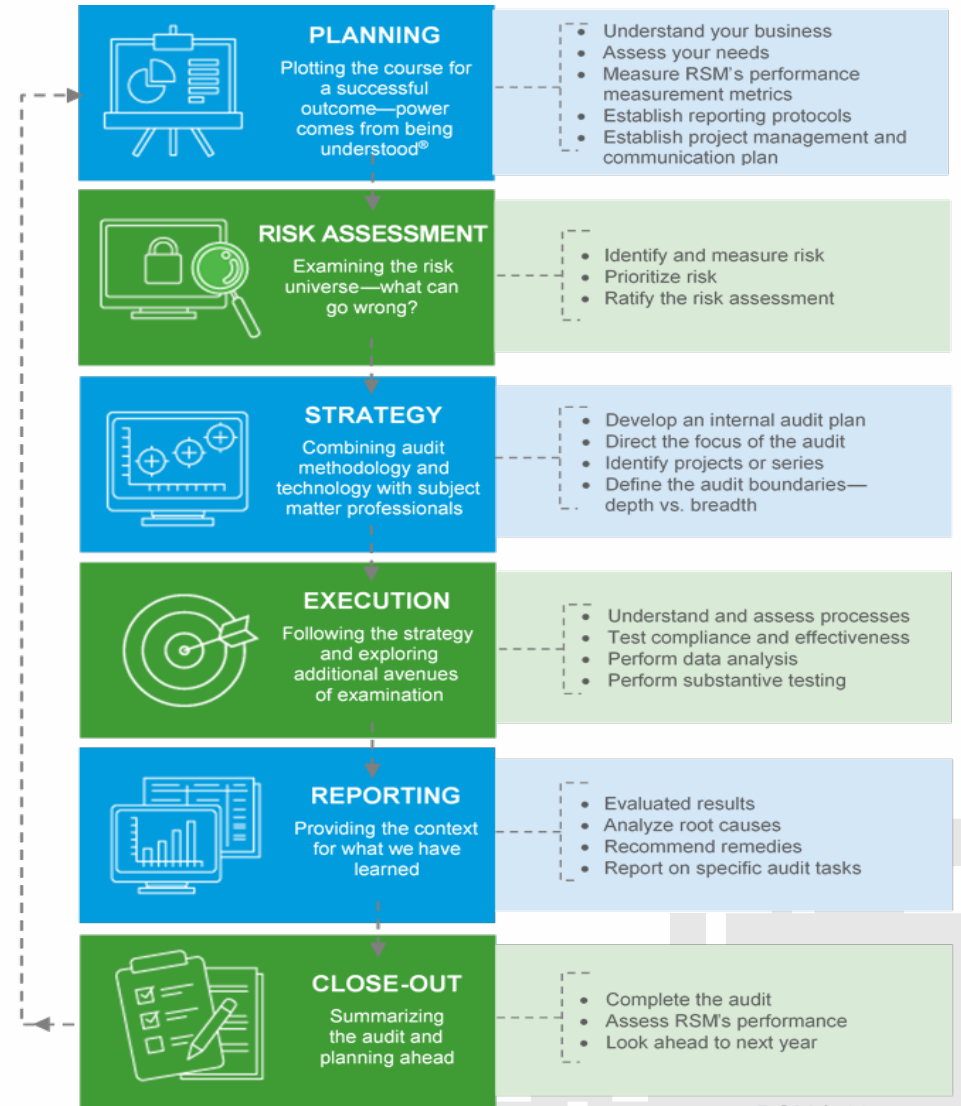 PLANNING
Plotting the course for
a successful
outcome—power
comes from being
understood®
• Understand your business
• Assess your needs
• Measure RSM's performance
measurement metrics
• Establish reporting protocols
• Establish project management and
communication plan
RISK ASSESSMENT
Examining the risk
universe—what can
go wrong?
• Identify and measure risk
• Prioritize risk
• Ratify the risk assessment
STRATEGY
Combining audit
methodology and
technology with subject
matter professionals
• Develop an internal audit plan
• Direct the focus of the audit
• Identify projects or series
• Define the audit boundaries—
depth vs. breadth
EXECUTION
Following the strategy
and exploring
additional avenues
of examination
• Understand and assess processes
• Test compliance and effectiveness
• Perform data analysis
• Perform substantive testing
REPORTING
Providing the context
for what we have
learned
• Evaluated results
• Analyze root causes
• Recommend remedies
• Report on specific audit tasks
CLOSE-OUT
Summarizing
the audit and
planning ahead
• Complete the audit
• Assess RSM's performance
• Look ahead to next year